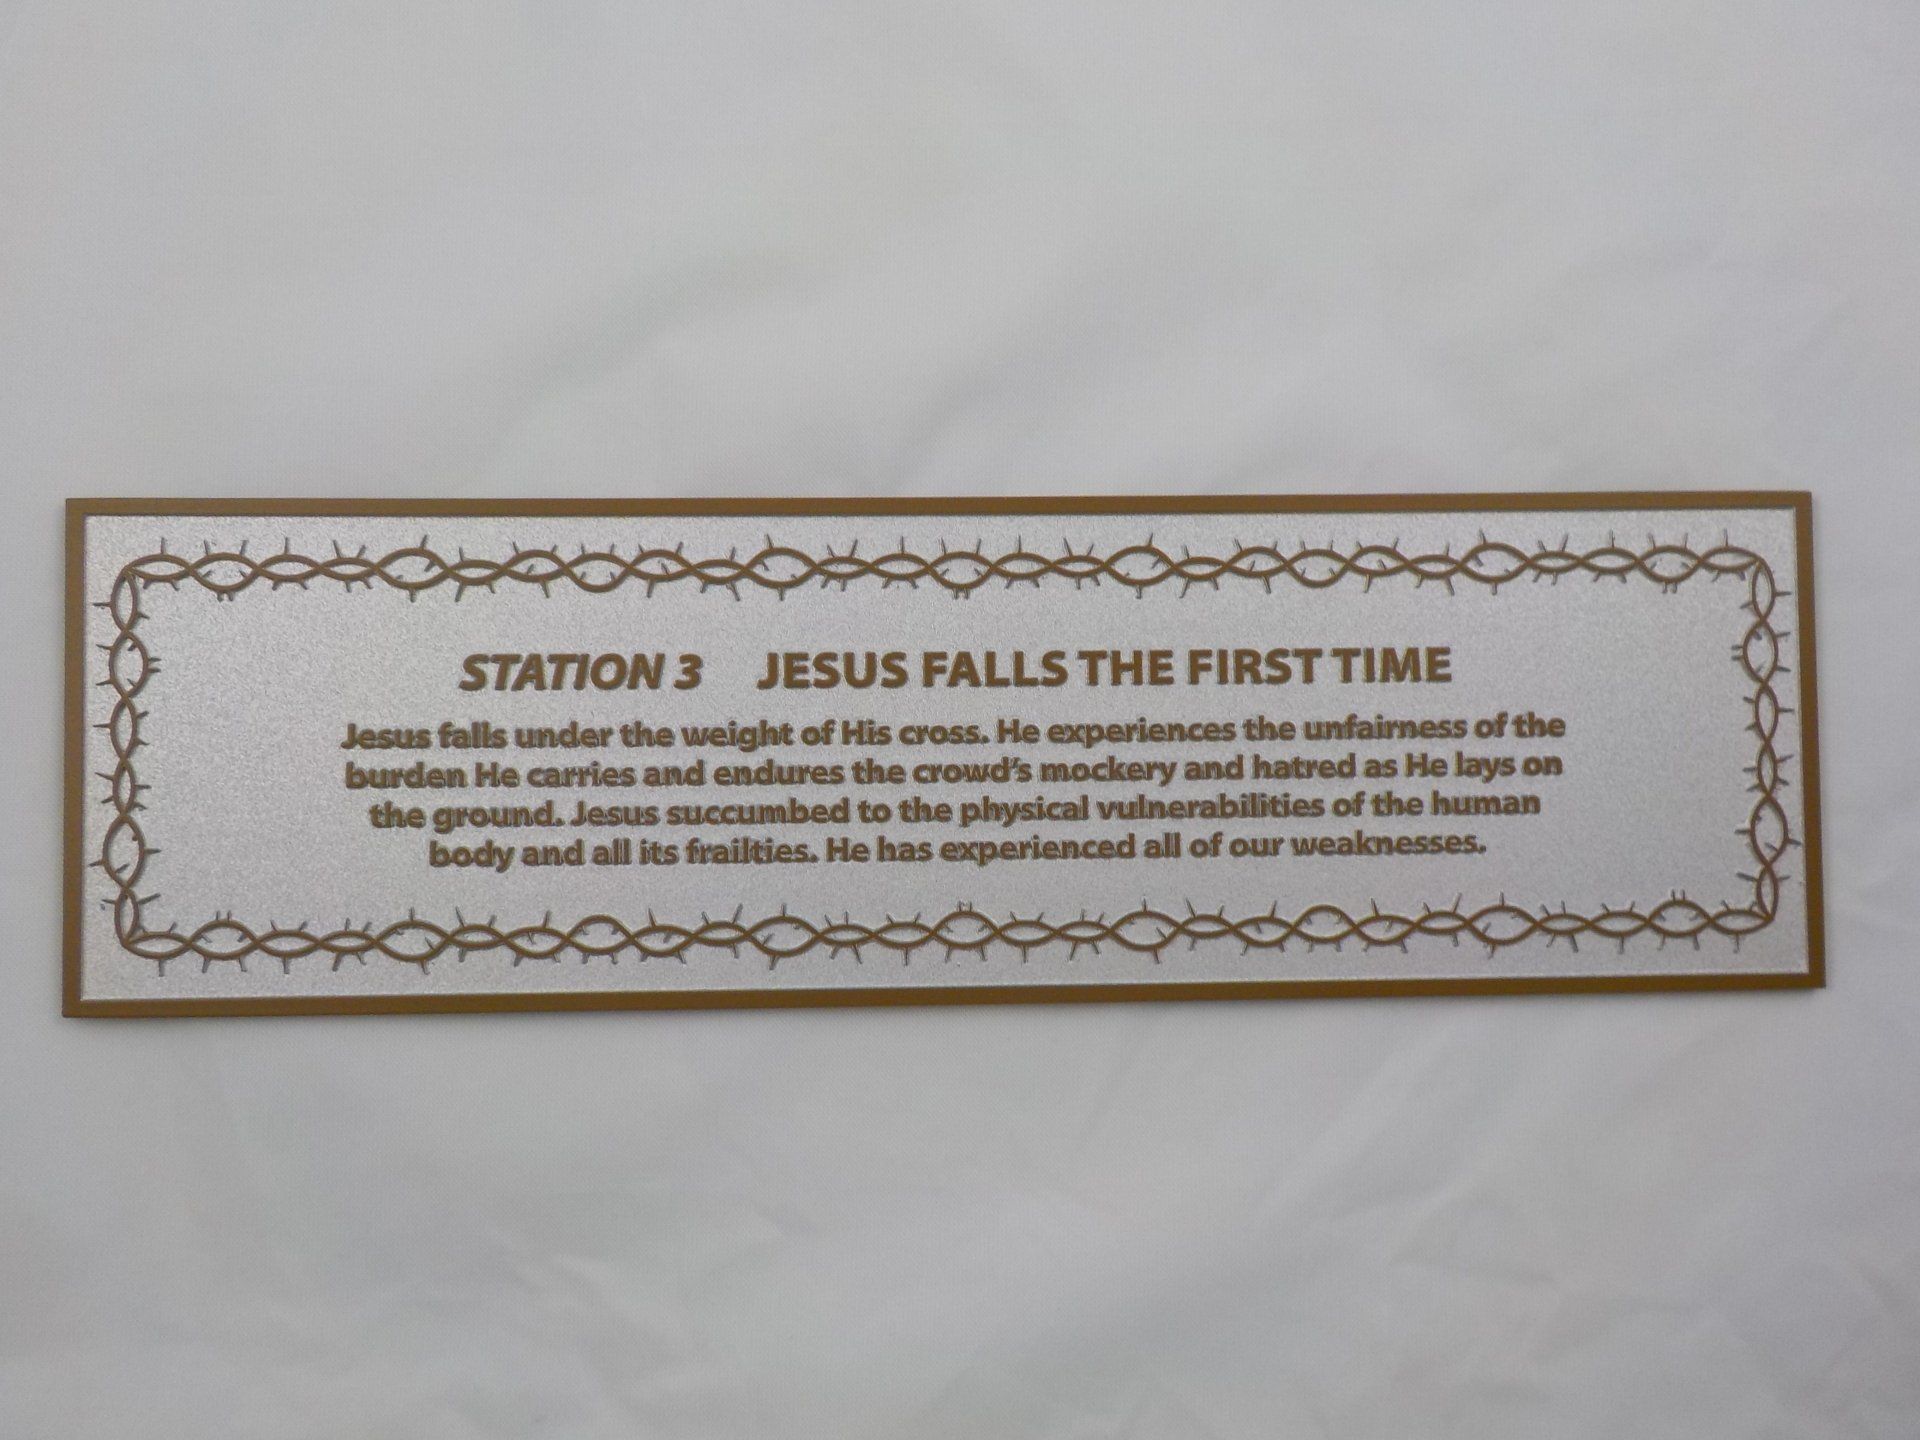 STATION 3 JESUS FALLS THE FIRST TIME
Jesus falls under the weight of His cross. He experiences the unfairness of the
burden He carries and endures the crowd's mockery and hatred as He lays on
the ground. Jesus succumbed to the physical vulnerabilities of the human
body and all its frailties. He has experienced all of our weaknesses.